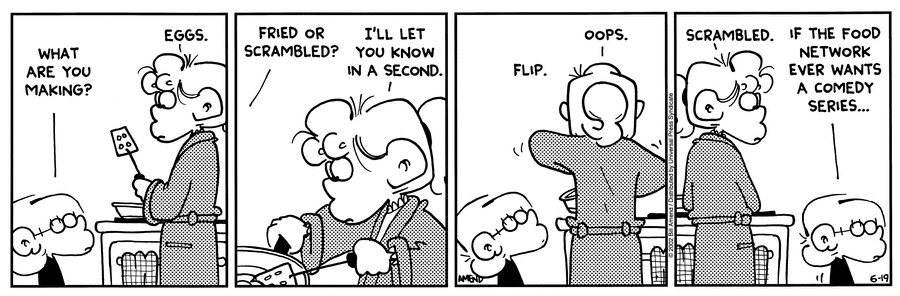 WHAT
ARE YOU
MAKING?
EGGS.
FRIED OR
SCRAMBLED?
I'LL LET
YOU KNOW
IN A SECOND.
FLIP.
OOPS.
AMEND
SCRAMBLED.
IF THE FOOD
NETWORK
EVER WANTS
A COMEDY
SERIES...
6-19